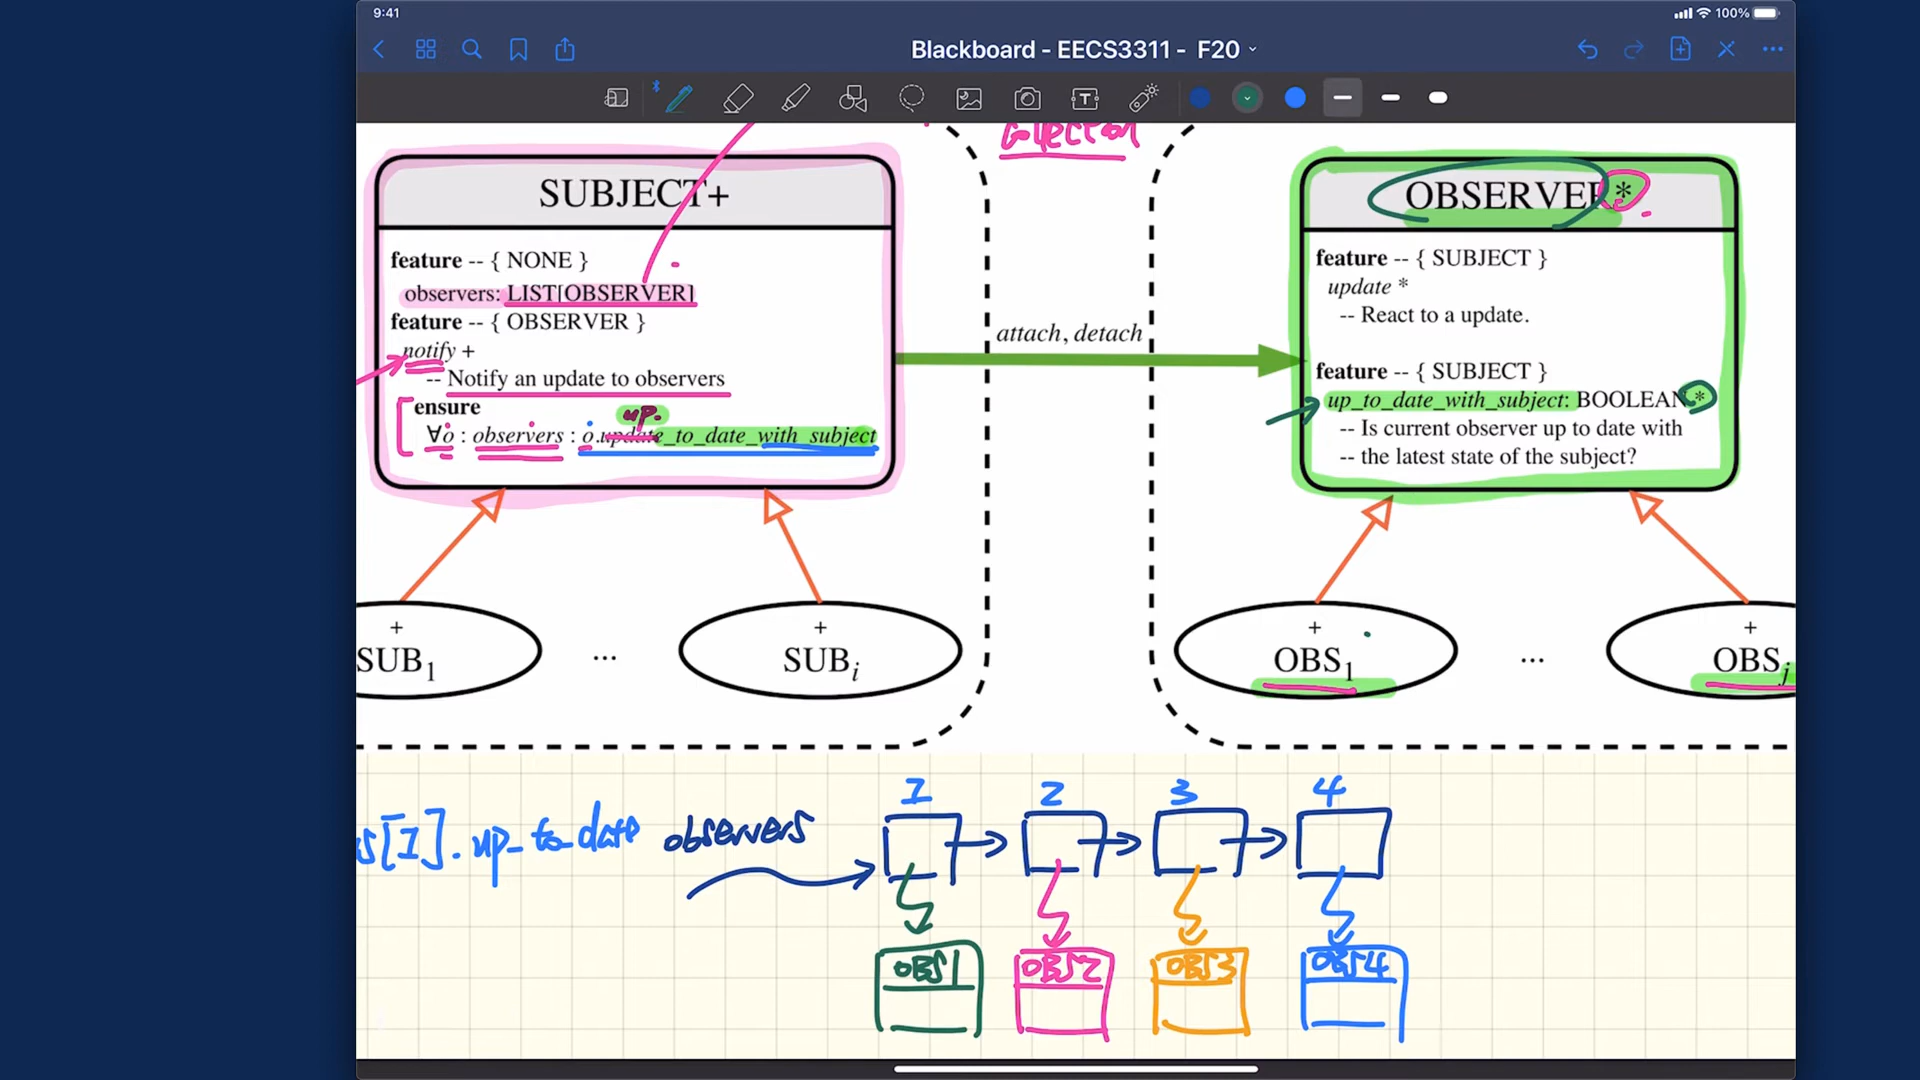 9:41
100%
Blackboard - EECS3311 - F20
SUBJECT+
feature -- { NONE }
observers: LIST[OBSERVER]
feature -- { OBSERVER }
notify +
-- Notify an update to observers
ensure
up.
∀o : observers : o.update_to_date_with_subject
attach, detach
OBSERVER*
feature -- { SUBJECT }
update *
-- React to a update.
feature -- { SUBJECT }
up_to_date_with_subject: BOOLEAN *
-- Is current observer up to date with
-- the latest state of the subject?
+
SUB1
...
+
SUBi
+
OBS1
...
+
OBSj
1 2 3 4
s[1]. up_to_date observers
OBS1 OBS2 OBS3 OBS4